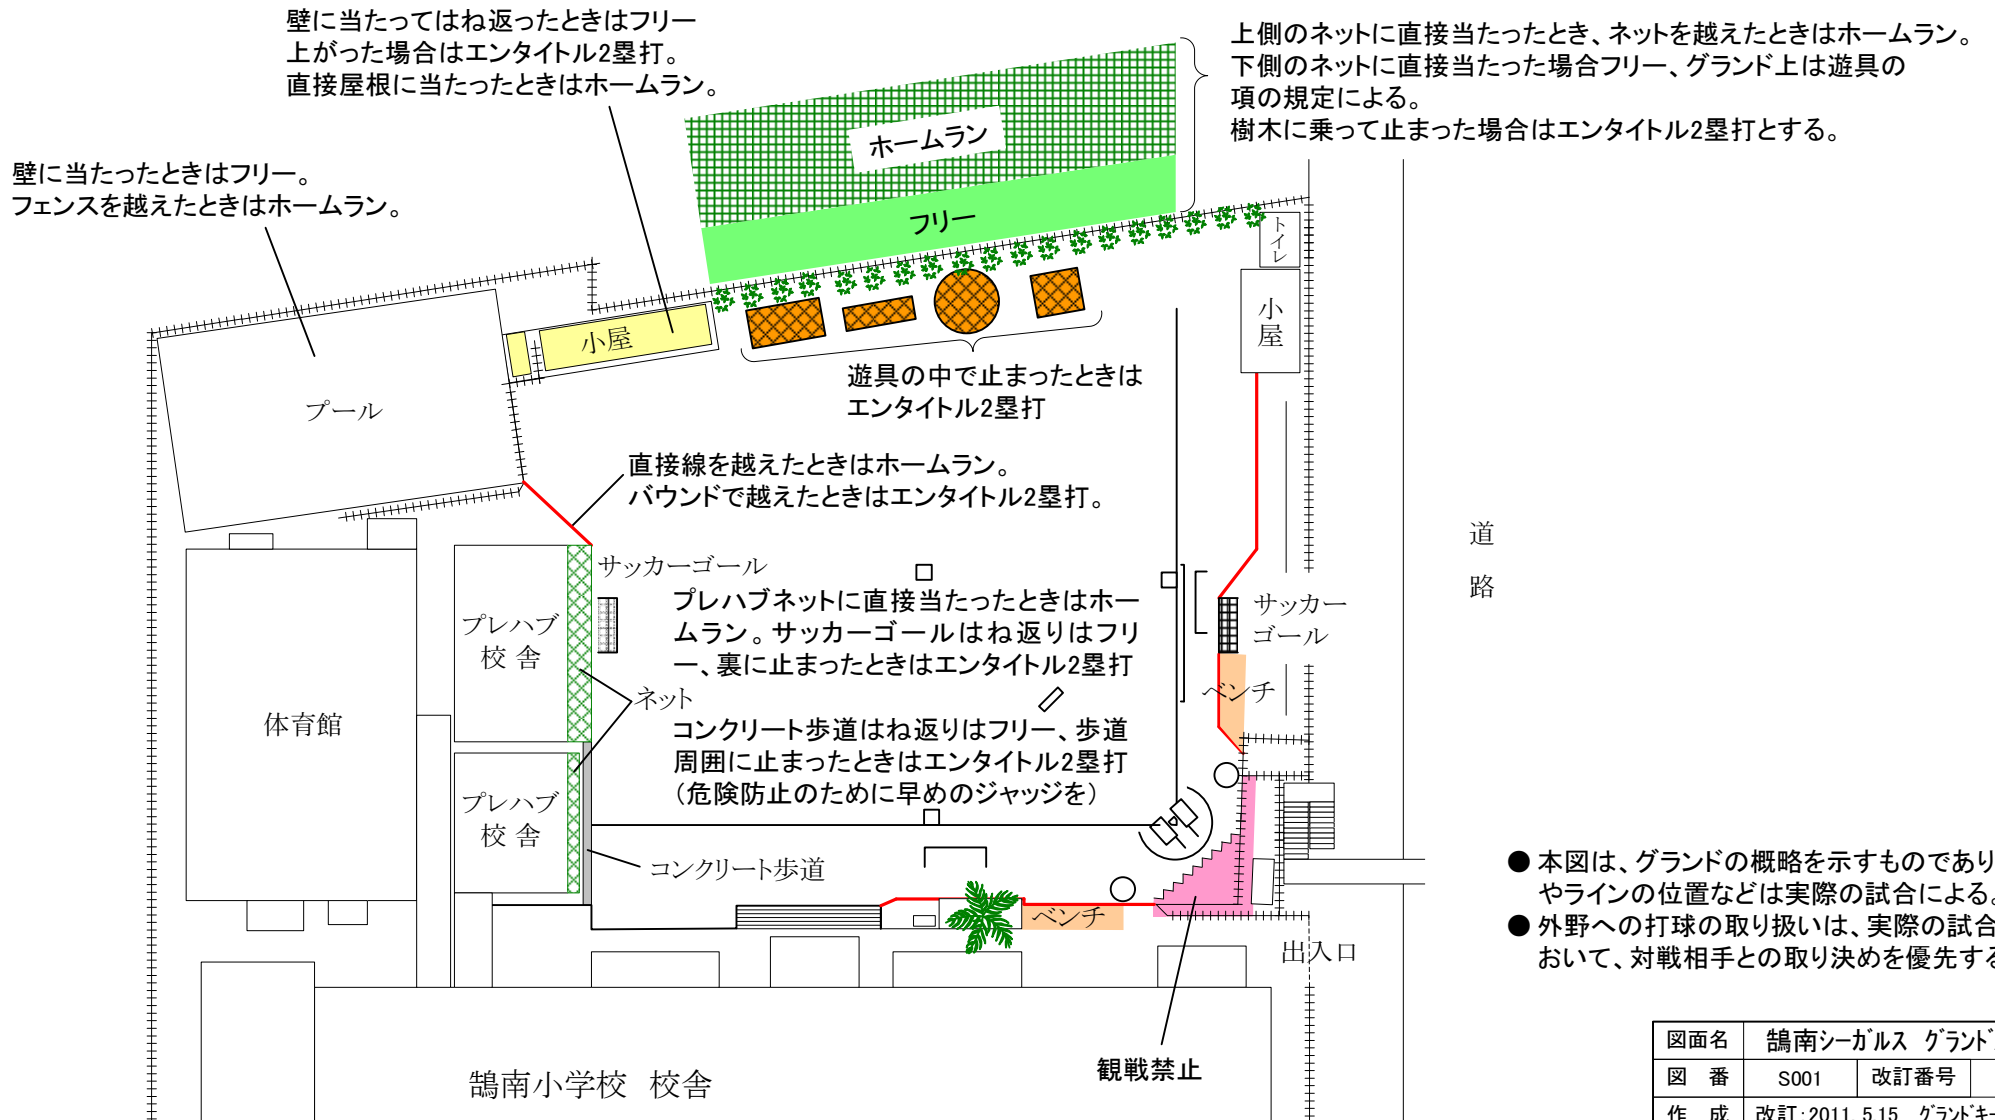 壁に当たってはね返ったときはフリー
上がった場合はエンタイトル2塁打。
直接屋根に当たったときはホームラン。
上側のネットに直接当たったとき、ネットを越えたときはホームラン。
下側のネットに直接当たった場合フリー、グランド上は遊具の
項の規定による。
樹木に乗って止まった場合はエンタイトル2塁打とする。
壁に当たったときはフリー。
フェンスを越えたときはホームラン。
ホームラン
フリー
トイレ
小屋
小屋
プール
遊具の中で止まったときは
エンタイトル2塁打
直接線を越えたときはホームラン。
バウンドで越えたときはエンタイトル2塁打。
道路
サッカーゴール
プレハブネットに直接当たったときはホー
ムラン。サッカーゴールはね返りはフリ
ー、裏に止まったときはエンタイトル2塁打
サッカー
ゴール
プレハブ
校 舎
ネット
ベンチ
体育館
コンクリート歩道はね返りはフリー、歩道
周囲に止まったときはエンタイトル2塁打
(危険防止のために早めのジャッジを)
プレハブ
校 舎
コンクリート歩道
ベンチ
出入口
観戦禁止
鵠南小学校 校舎
● 本図は、グランドの概略を示すものであり
やラインの位置などは実際の試合による。
● 外野への打球の取り扱いは、実際の試合
おいて、対戦相手との取り決めを優先する
図面名 鵠南シーガルス グランド
図 番 S001 改訂番号
作 成 改訂:2011.5.15 グランドキー